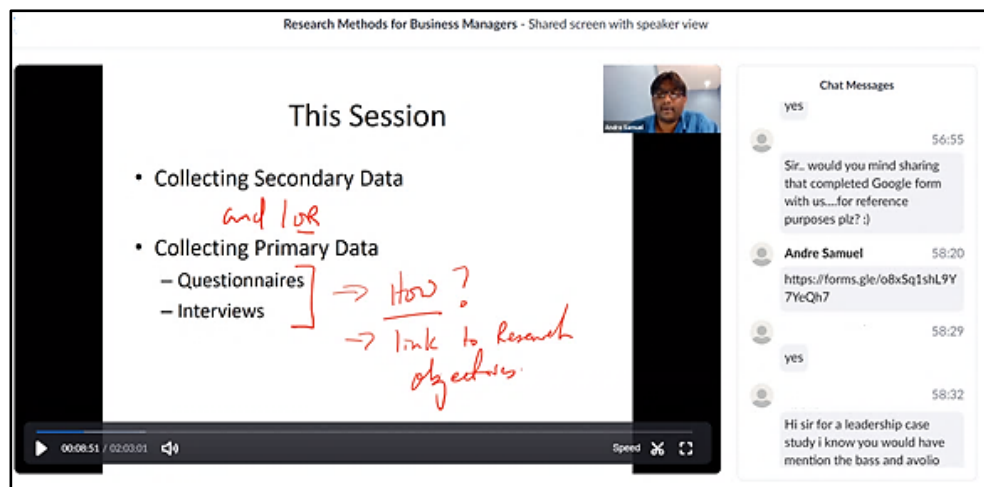 Research Methods for Business Managers - Shared screen with speaker view
This Session
• Collecting Secondary Data
and / OR
• Collecting Primary Data
– Questionnaires
– Interviews
→ How ?
→ link to Research
objectives.
Andre Samuel
00:08:51 / 02:03:01
Speed
Chat Messages
yes
56:55
Sir.. would you mind sharing
that completed Google form
with us....for reference
purposes plz? :)
Andre Samuel 58:20
https://forms.gle/o8xSq1shL9Y
7YeQh7
58:29
yes
58:32
Hi sir for a leadership case
study i know you would have
mention the bass and avolio